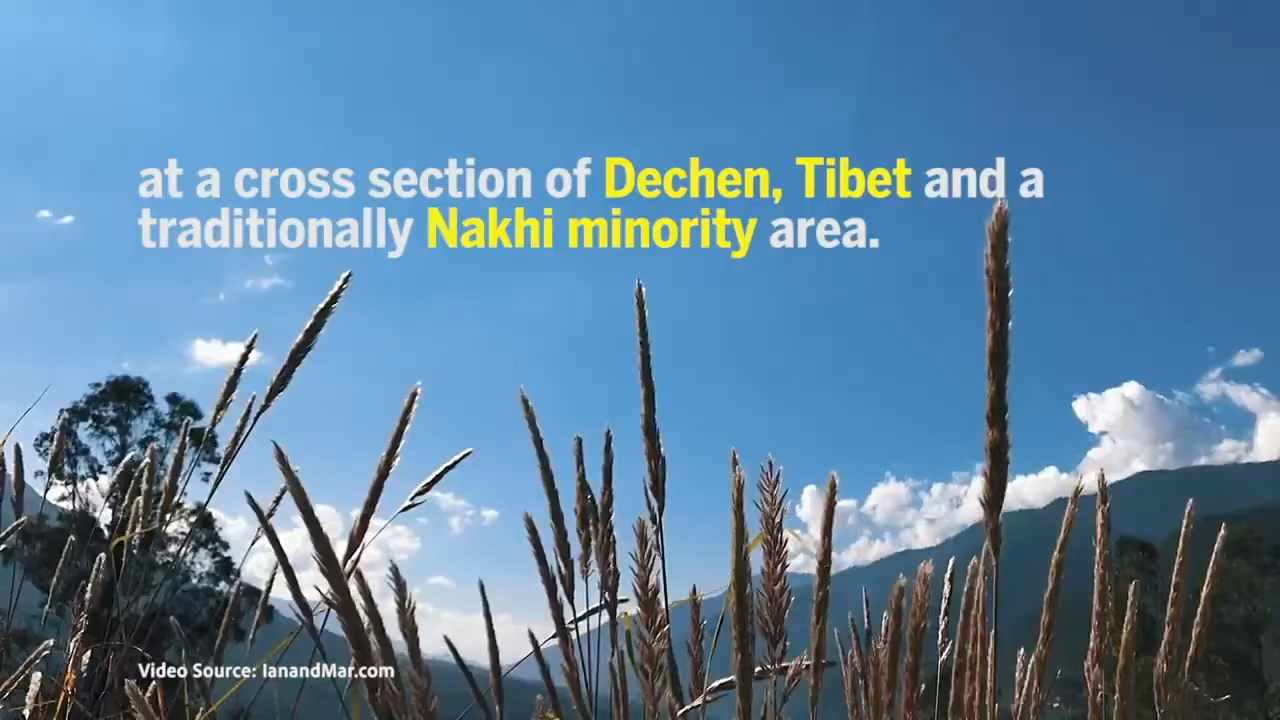 at a cross section of Dechen, Tibet and a
traditionally Nakhi minority area.
Video Source: IanandMar.com